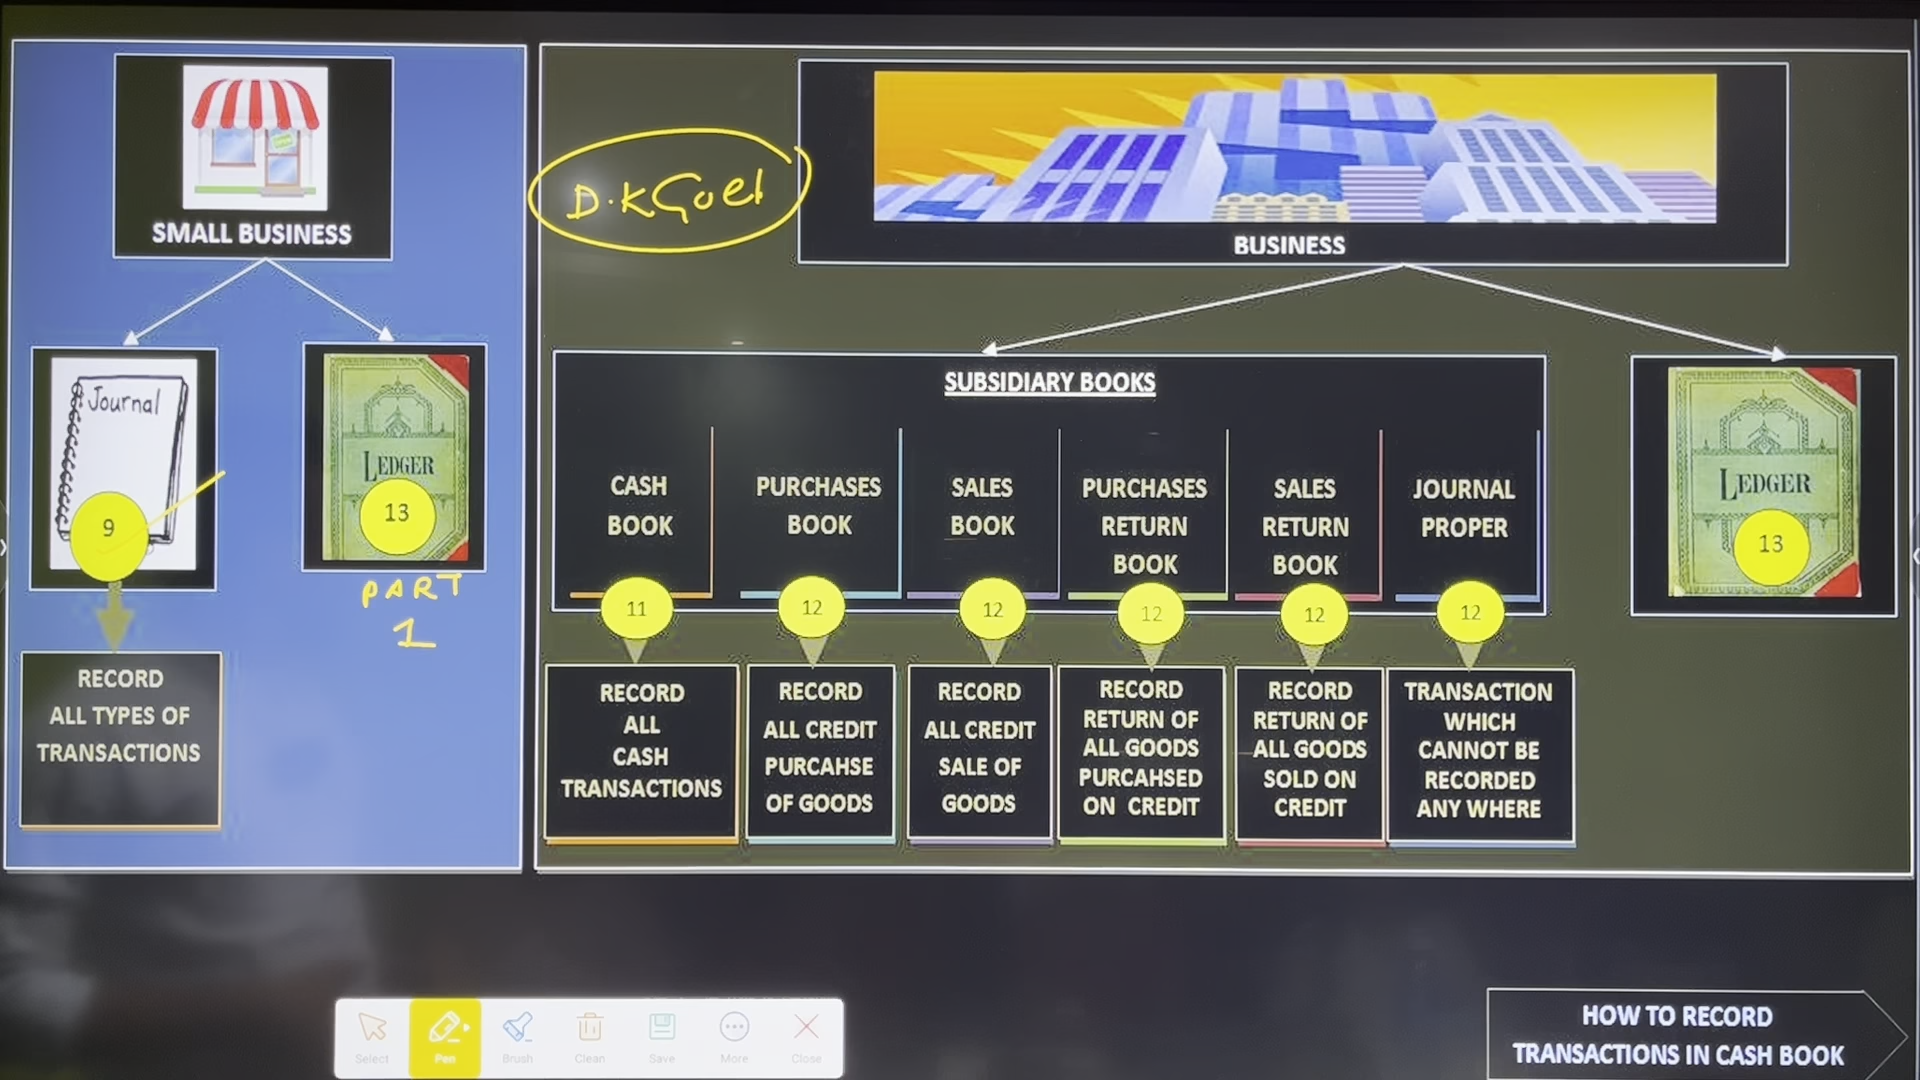 SMALL BUSINESS
Journal
9
LEDGER
13
PART
1
RECORD
ALL TYPES OF
TRANSACTIONS
D.K Goel
BUSINESS
SUBSIDIARY BOOKS
CASH
BOOK
PURCHASES
BOOK
SALES
BOOK
PURCHASES
RETURN
BOOK
SALES
RETURN
BOOK
JOURNAL
PROPER
11
12
12
12
12
12
RECORD
ALL
CASH
TRANSACTIONS
RECORD
ALL CREDIT
PURCAHSE
OF GOODS
RECORD
ALL CREDIT
SALE OF
GOODS
RECORD
RETURN OF
ALL GOODS
PURCAHSED
ON CREDIT
RECORD
RETURN OF
ALL GOODS
SOLD ON
CREDIT
TRANSACTION
WHICH
CANNOT BE
RECORDED
ANY WHERE
LEDGER
13
Select
Pen
Brush
Clean
Save
More
Close
HOW TO RECORD
TRANSACTIONS IN CASH BOOK